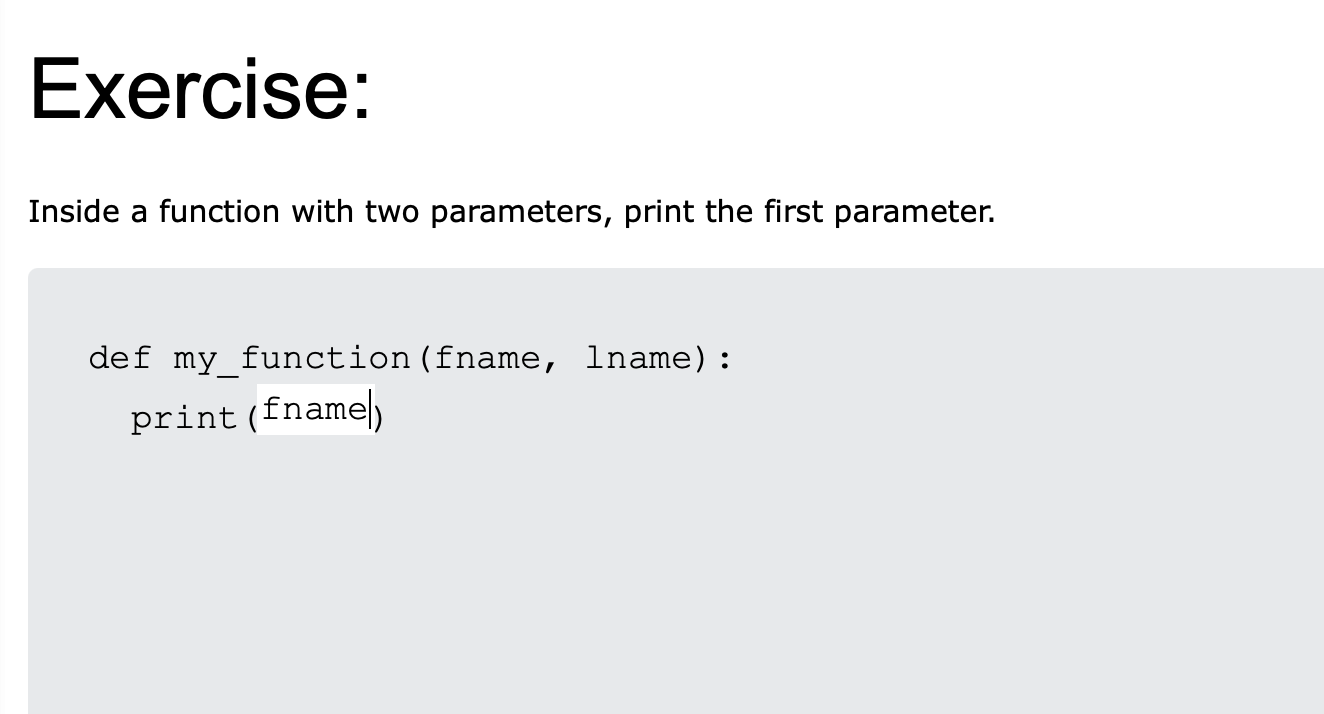 Exercise:
Inside a function with two parameters, print the first parameter.
def my_function(fname, lname):
  print(fname)